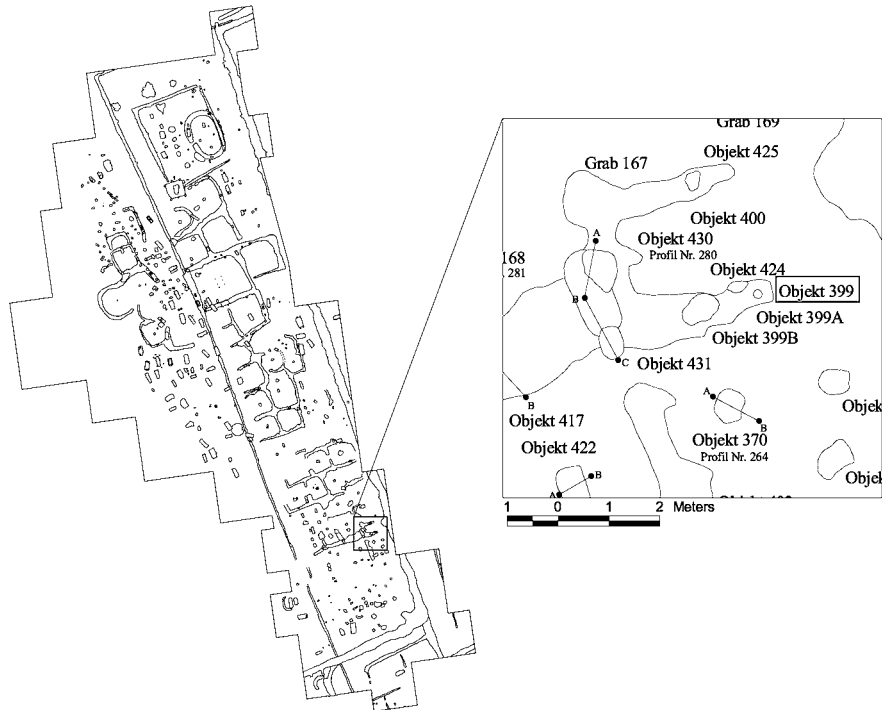 Grab 169
Grab 167
Objekt 425
Objekt 400
A
Objekt 430
Profil Nr. 280
168
281
Objekt 424
Objekt 399
B
Objekt 399A
Objekt 399B
C
Objekt 431
A
B
B
Objekt 417
Objekt 370
Profil Nr. 264
Objek
Objekt 422
B
A
Objek
1 0 1 2 Meters